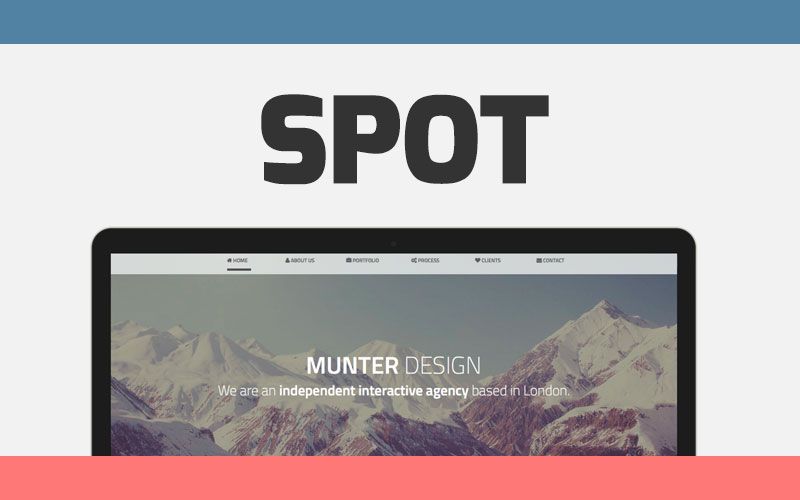 SPOT
HOME ABOUT US PORTFOLIO PROCESS CLIENTS CONTACT
MUNTER DESIGN
We are an independent interactive agency based in London.